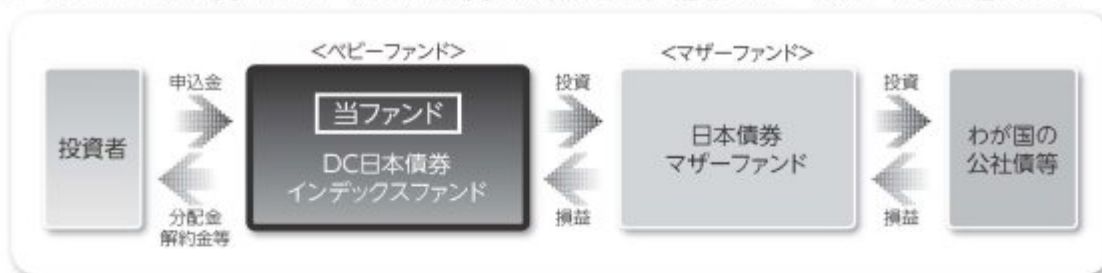 <ベビーファンド>
<マザーファンド>
投資者
申込金
分配金
解約金等
当ファンド
DC日本債券
インデックスファンド
投資
損益
日本債券
マザーファンド
投資
損益
わが国の
公社債等